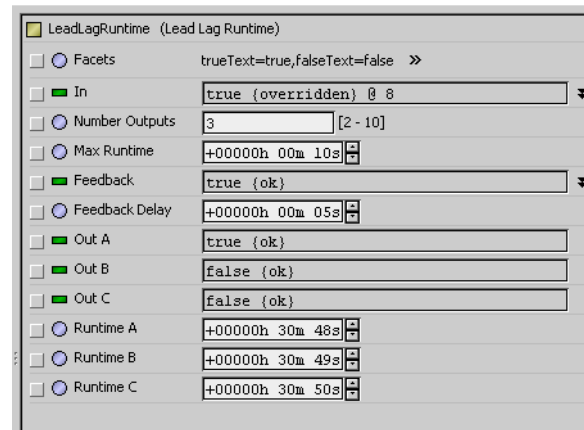 LeadLagRuntime (Lead Lag Runtime)
Facets trueText=true,falseText=false »
In true {overridden} @ 8
Number Outputs 3 [2 - 10]
Max Runtime +00000h 00m 10s
Feedback true {ok}
Feedback Delay +00000h 00m 05s
Out A true {ok}
Out B false {ok}
Out C false {ok}
Runtime A +00000h 30m 48s
Runtime B +00000h 30m 49s
Runtime C +00000h 30m 50s